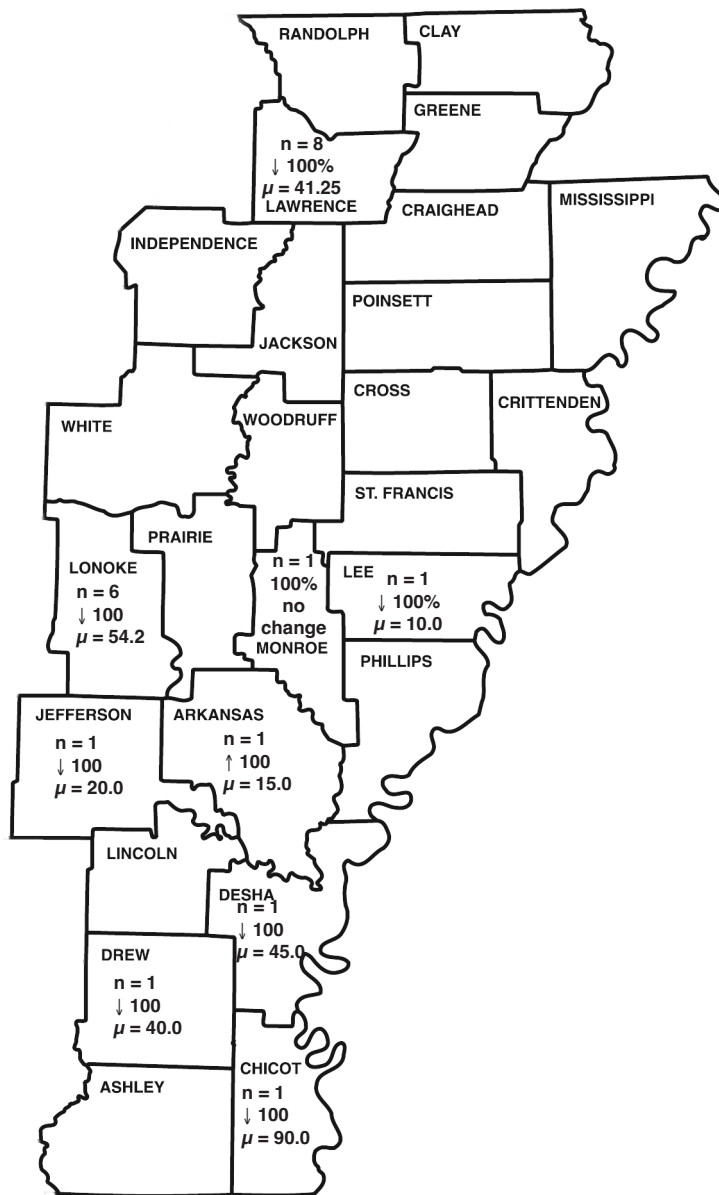 RANDOLPH
CLAY
GREENE
n = 8
↓ 100%
μ = 41.25
LAWRENCE
CRAIGHEAD
MISSISSIPPI
INDEPENDENCE
POINSETT
JACKSON
CROSS
CRITTENDEN
WHITE
WOODRUFF
ST. FRANCIS
PRAIRIE
LONOKE
n = 6
↓ 100
μ = 54.2
n = 1
100%
no
change
MONROE
LEE
n = 1
↓ 100%
μ = 10.0
PHILLIPS
JEFFERSON
n = 1
↓ 100
μ = 20.0
ARKANSAS
n = 1
↑ 100
μ = 15.0
LINCOLN
DESHA
n = 1
↓ 100
μ = 45.0
DREW
n = 1
↓ 100
μ = 40.0
CHICOT
n = 1
↓ 100
μ = 90.0
ASHLEY